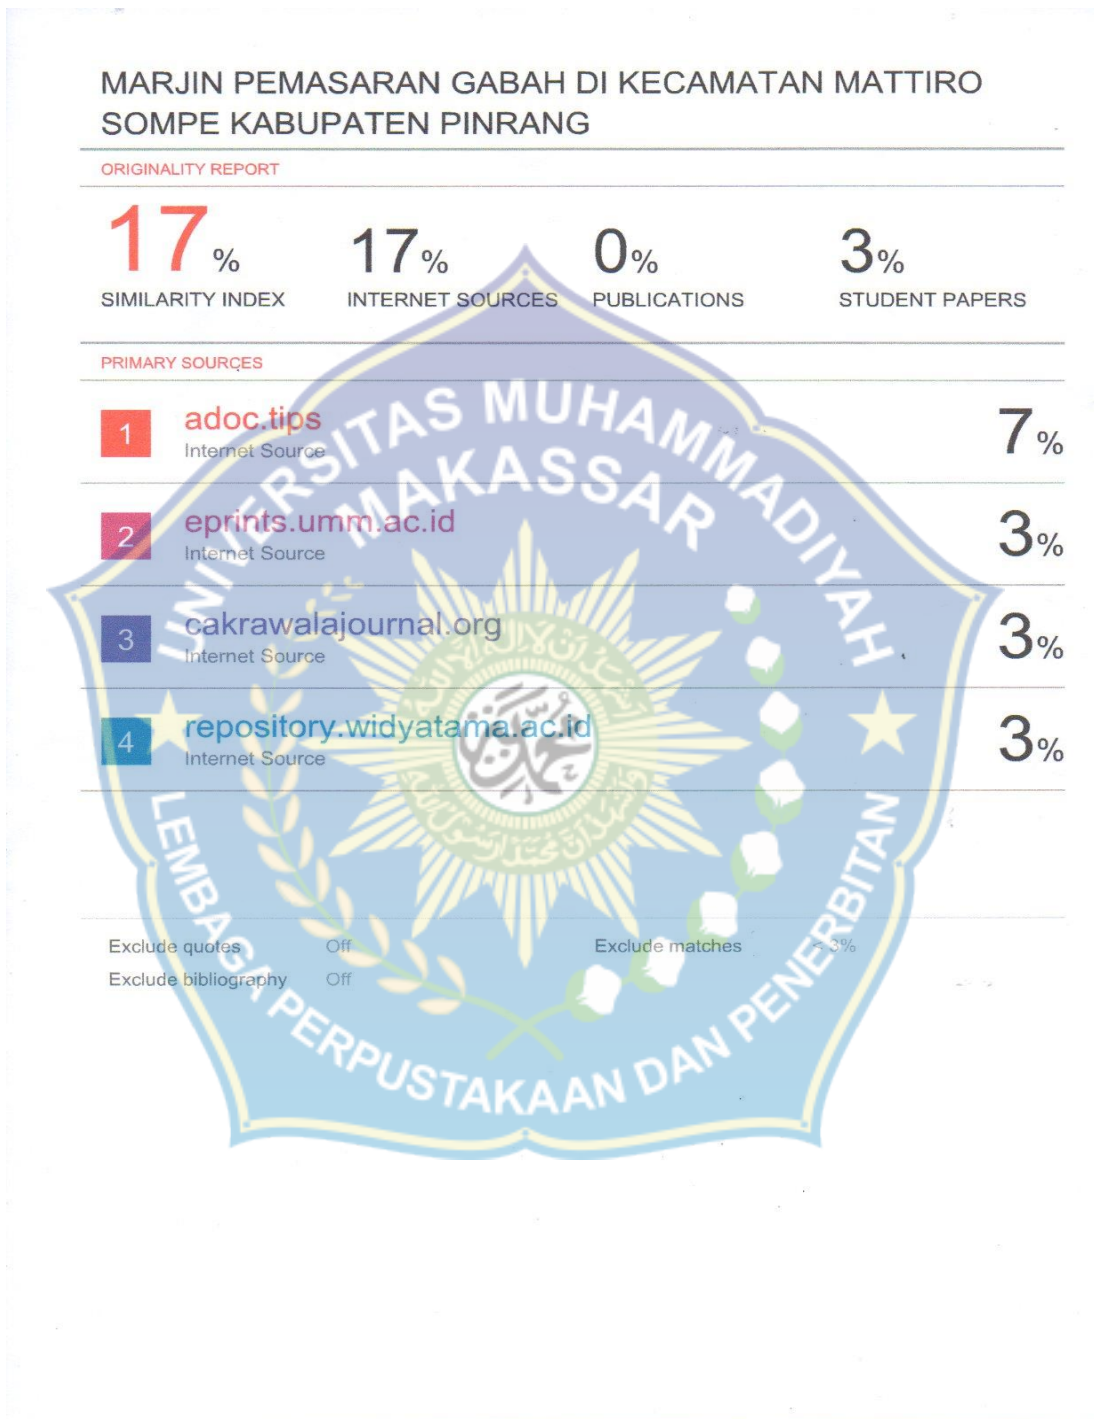 MARJIN PEMASARAN GABAH DI KECAMATAN MATTIRO
SOMPE KABUPATEN PINRANG
ORIGINALITY REPORT
17%
SIMILARITY INDEX
17%
INTERNET SOURCES
0%
PUBLICATIONS
3%
STUDENT PAPERS
PRIMARY SOURCES
1
adoc.tips
Internet Source
7%
2
eprints.umm.ac.id
Internet Source
3%
3
cakrawalajournal.org
Internet Source
3%
4
repository.widyatama.ac.id
Internet Source
3%
Exclude quotes Off
Exclude matches < 3%
Exclude bibliography Off
UNIVERSITAS MUHAMMADIYAH
MAKASSAR
LEMBAGA PERPUSTAKAAN DAN PENERBITAN